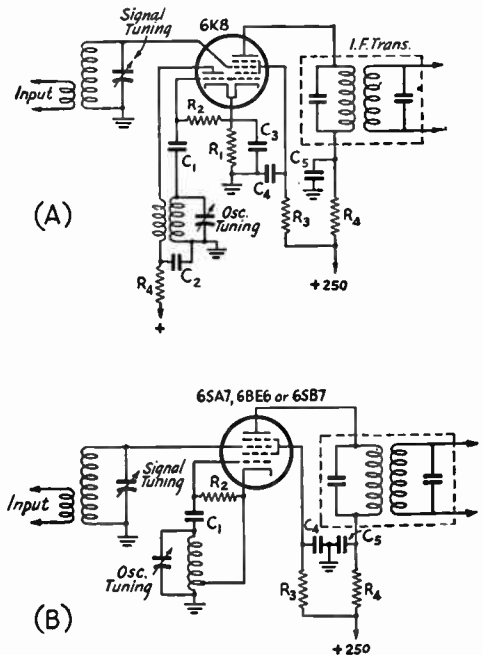 Signal
Tuning
6K8
I.F. Trans.
Input
R2
C1
R1
C3
C4
C5
(A)
Osc.
Tuning
R3
R4
C2
R4
+
+250
6SA7, 6BE6 or 6SB7
Signal
Tuning
Input
R2
C1
C4
C5
Osc.
Tuning
R3
R4
(B)
+250